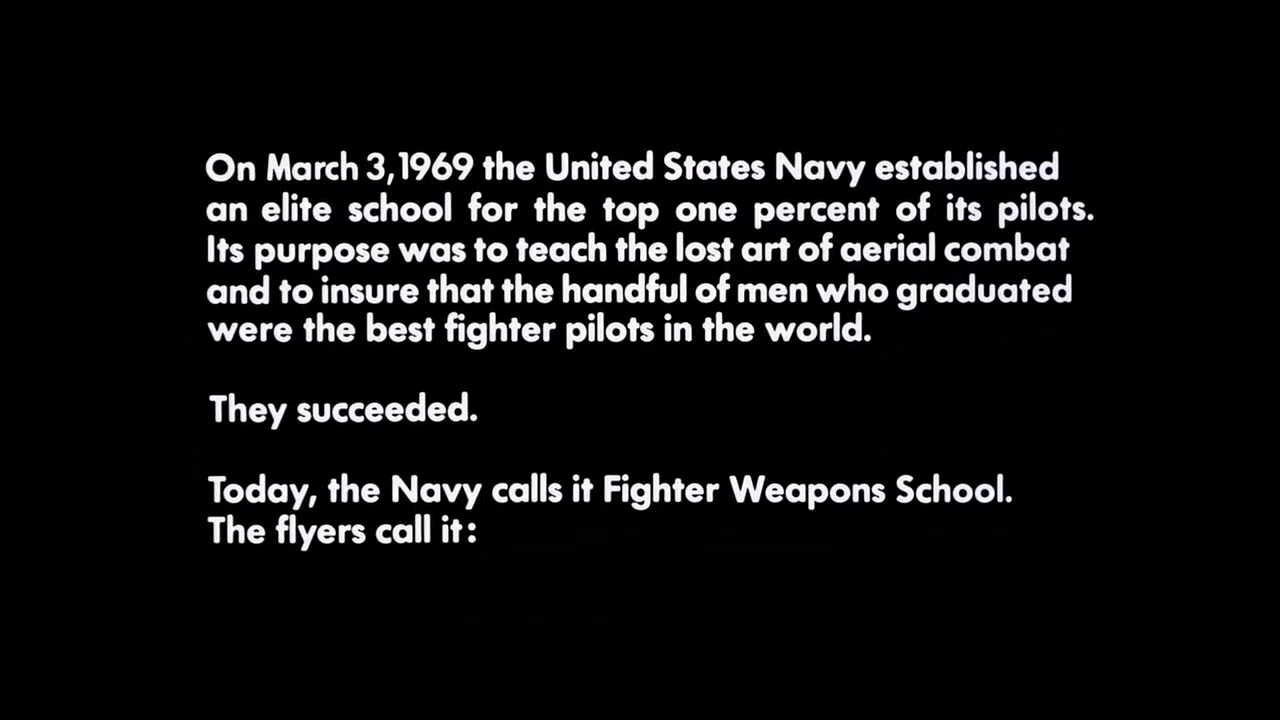 On March 3,1969 the United States Navy established
an elite school for the top one percent of its pilots.
Its purpose was to teach the lost art of aerial combat
and to insure that the handful of men who graduated
were the best fighter pilots in the world.
They succeeded.
Today, the Navy calls it Fighter Weapons School.
The flyers call it: